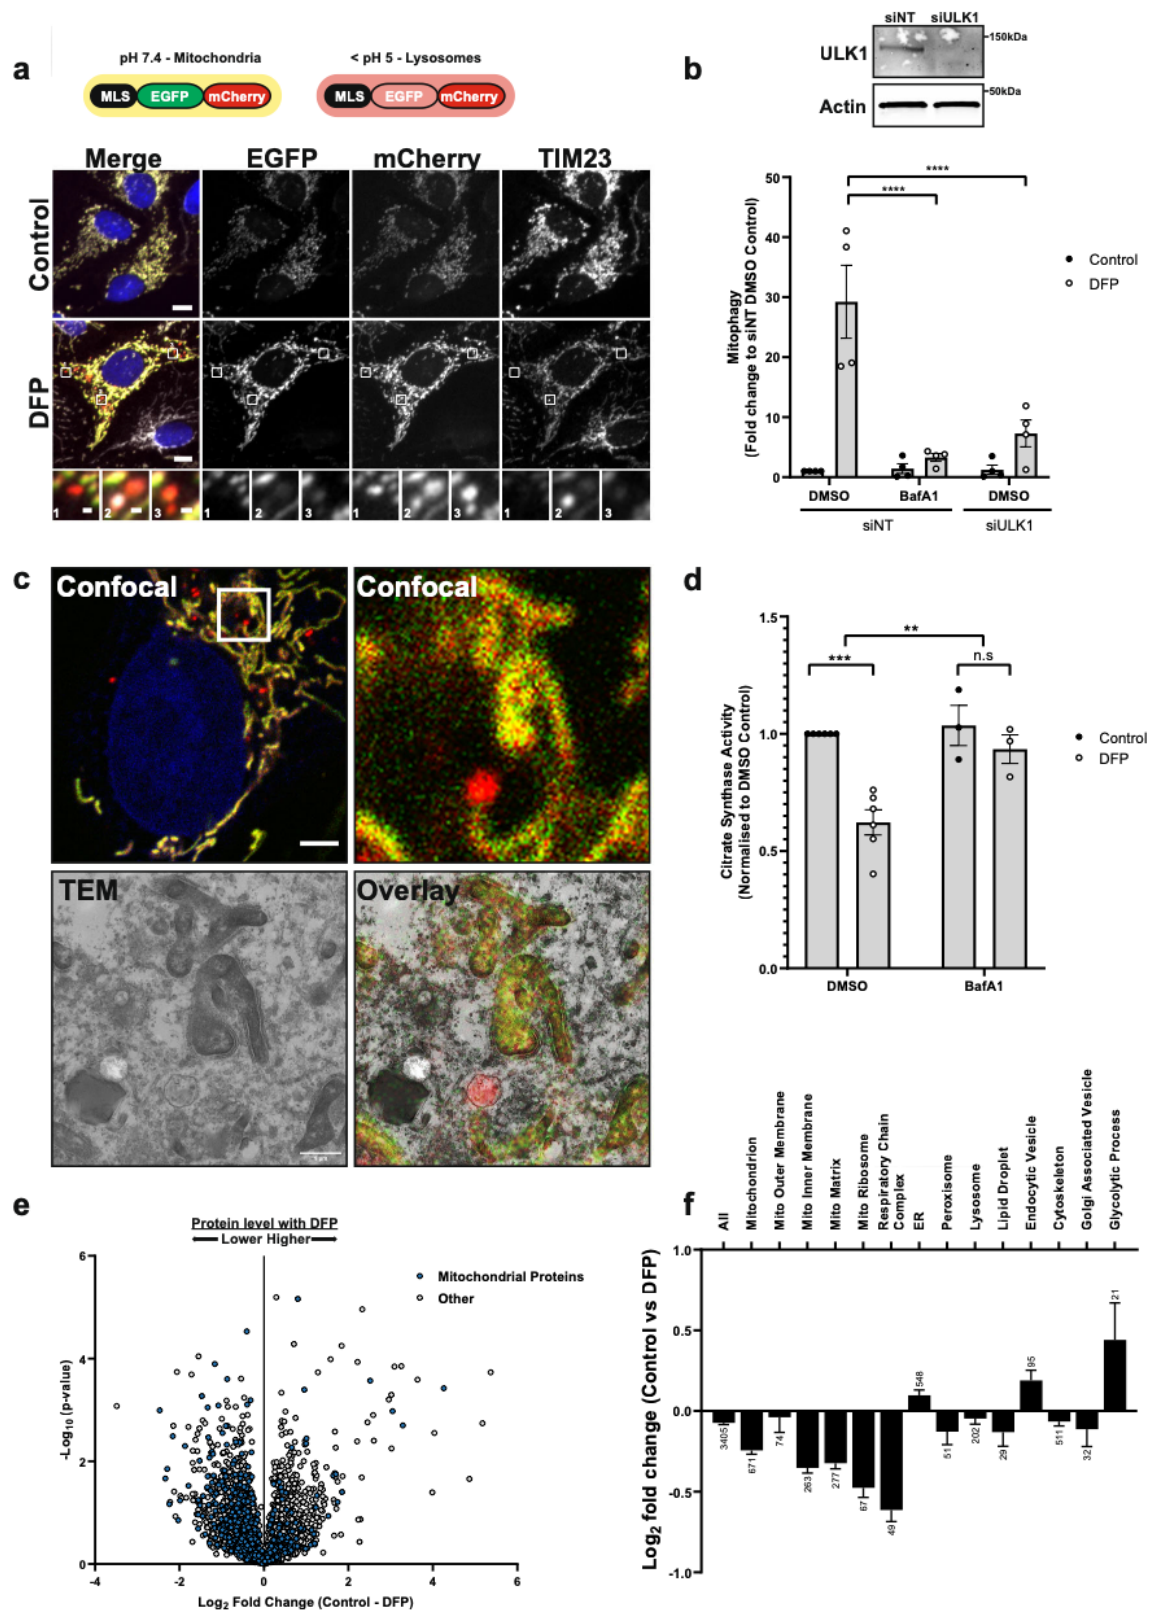 a
pH 7.4 - Mitochondria
< pH 5 - Lysosomes
MLS EGFP mCherry
MLS EGFP mCherry
Merge EGFP mCherry TIM23
Control
DFP
1 2 3 1 2 3 1 2 3 1 2 3
b
siNT siULK1
ULK1
-150kDa
Actin
-50kDa
Mitophagy
(Fold change to siNT DMSO Control)
50
40
30
20
10
0
****
****
Control
DFP
DMSO BafA1 DMSO
siNT siULK1
c
Confocal
Confocal
TEM
Overlay
d
Citrate Synthase Activity
(Normalised to DMSO Control)
1.5
1.0
0.5
0.0
**
***
n.s
Control
DFP
DMSO BafA1
e
Protein level with DFP
Lower Higher
Mitochondrial Proteins
Other
-Log10 (p-value)
6
4
2
0
-4 -2 0 2 4 6
Log2 Fold Change (Control - DFP)
f
All
Mitochondrion
Mito Outer Membrane
Mito Inner Membrane
Mito Matrix
Mito Ribosome
Respiratory Chain
Complex
ER
Peroxisome
Lysosome
Lipid Droplet
Endocytic Vesicle
Cytoskeleton
Golgi Associated Vesicle
Glycolytic Process
Log2 fold change (Control vs DFP)
1.0
0.5
0.0
-0.5
-1.0
3405
671
74
263
277
67
49
548
51
202
29
195
511
32
21